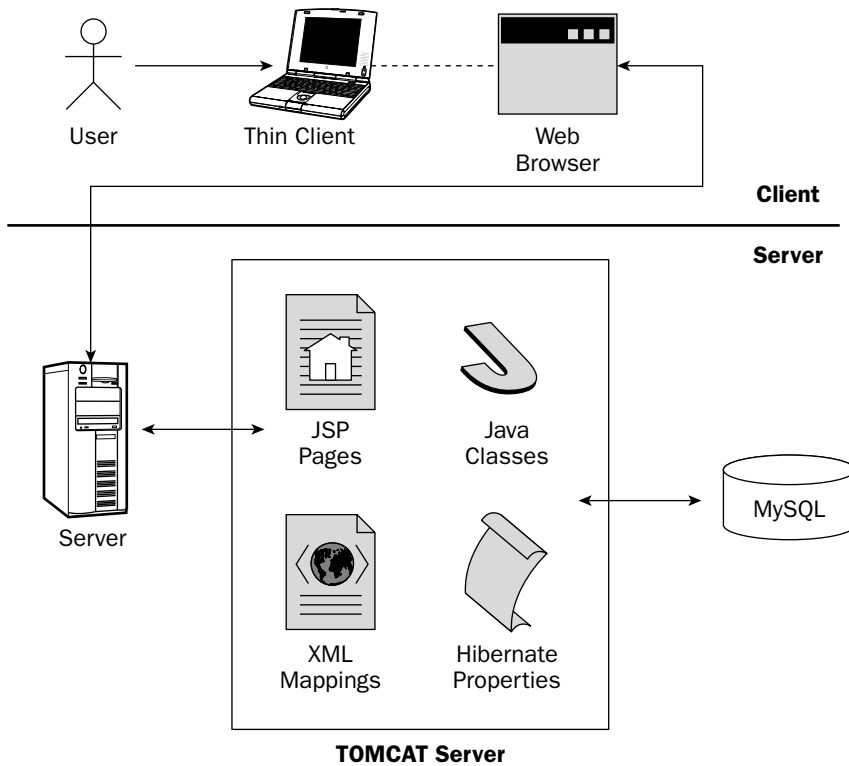 User
Thin Client
Web
Browser
Client
Server
JSP
Pages
Java
Classes
Server
MySQL
XML
Mappings
Hibernate
Properties
TOMCAT Server